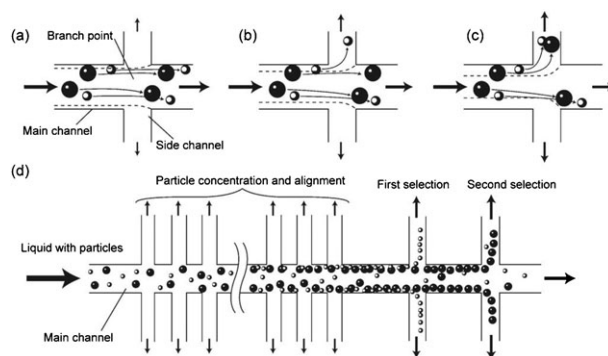 (a)
Branch point
(b)
(c)
Main channel
Side channel
(d)
Particle concentration and alignment
First selection
Second selection
Liquid with particles
Main channel